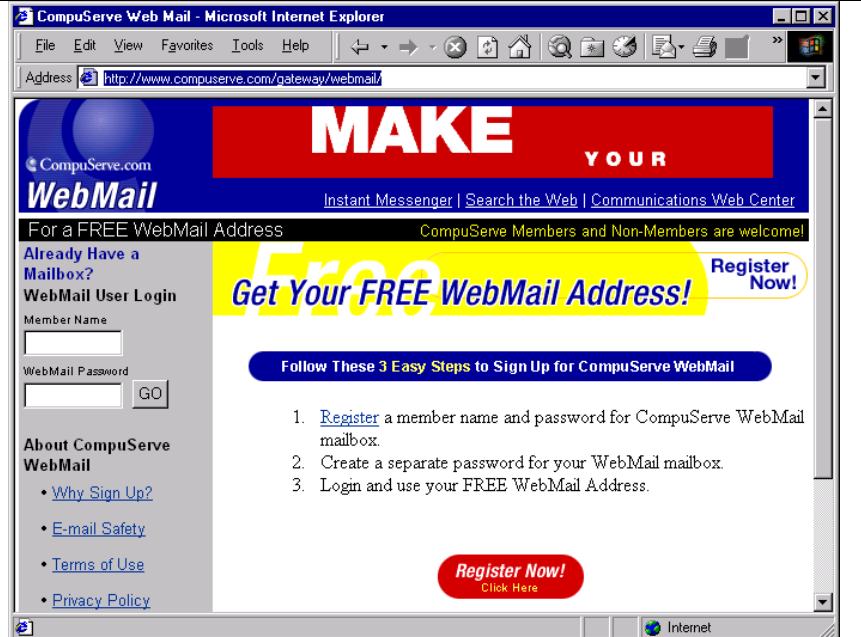 CompuServe Web Mail - Microsoft Internet Explorer
File Edit View Favorites Tools Help »
Address http://www.compuserve.com/gateway/webmail/
MAKE
YOUR
CompuServe.com
WebMail
Instant Messenger | Search the Web | Communications Web Center
For a FREE WebMail Address CompuServe Members and Non-Members are welcome!
Already Have a
Mailbox?
WebMail User Login
Member Name
WebMail Password
GO
About CompuServe
WebMail
• Why Sign Up?
• E-mail Safety
• Terms of Use
• Privacy Policy
Free
Get Your FREE WebMail Address!
Register
Now!
Follow These 3 Easy Steps to Sign Up for CompuServe WebMail
1. Register a member name and password for CompuServe WebMail
mailbox.
2. Create a separate password for your WebMail mailbox.
3. Login and use your FREE WebMail Address.
Register Now!
Click Here
Internet